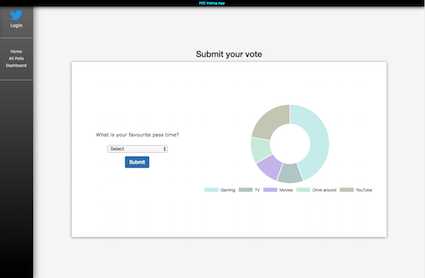 FCC Voting App
Login
Home
All Polls
Dashboard
Submit your vote
What is your favourite pass time?
Select
Submit
Gaming TV Movies Drive around YouTube